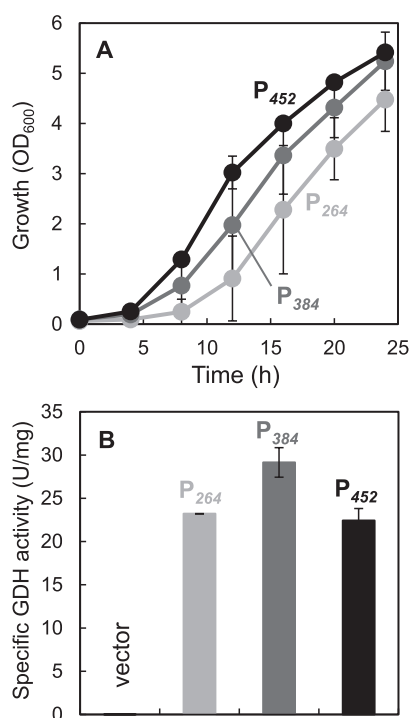 A
Growth (OD600)
6
5
4
3
2
1
0
P452
P264
P384
0 5 10 15 20 25
Time (h)
B
Specific GDH activity (U/mg)
35
30
25
20
15
10
5
0
vector
P264
P384
P452